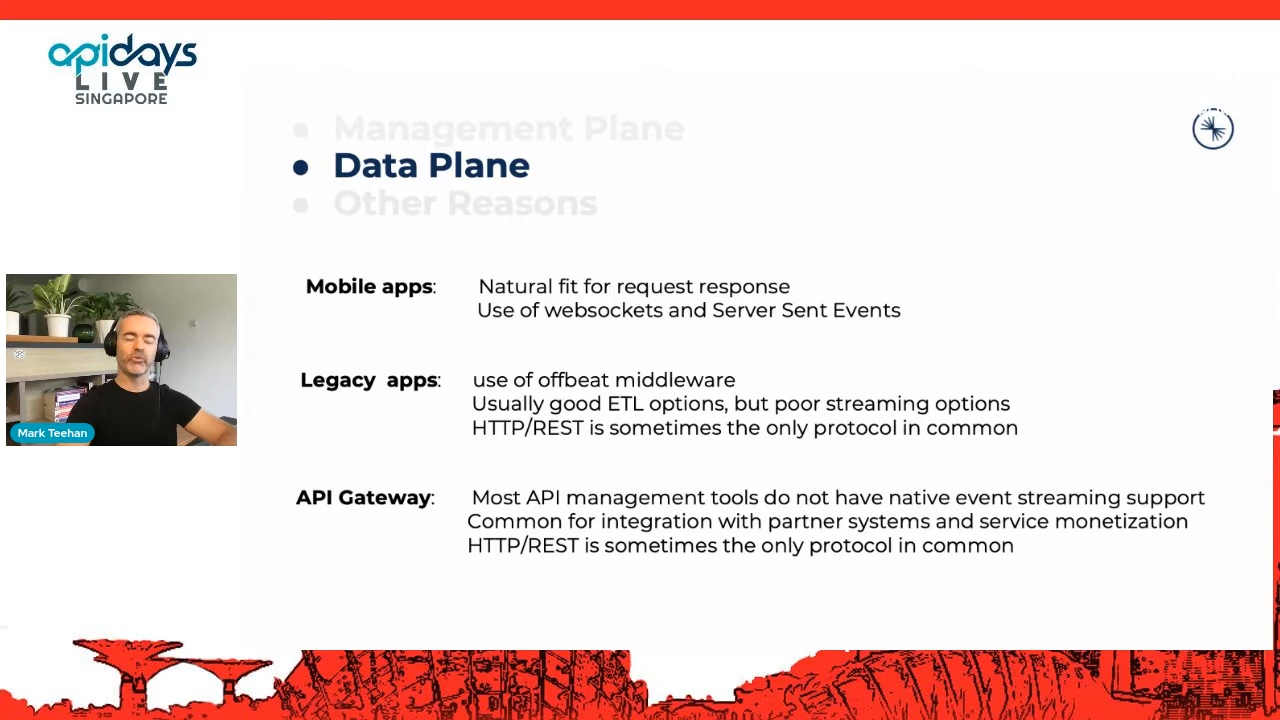 apidays
LIVE
SINGAPORE
Management Plane
Data Plane
Other Reasons
Mobile apps: Natural fit for request response
Use of websockets and Server Sent Events
Legacy apps: use of offbeat middleware
Usually good ETL options, but poor streaming options
HTTP/REST is sometimes the only protocol in common
API Gateway: Most API management tools do not have native event streaming support
Common for integration with partner systems and service monetization
HTTP/REST is sometimes the only protocol in common
Mark Teehan